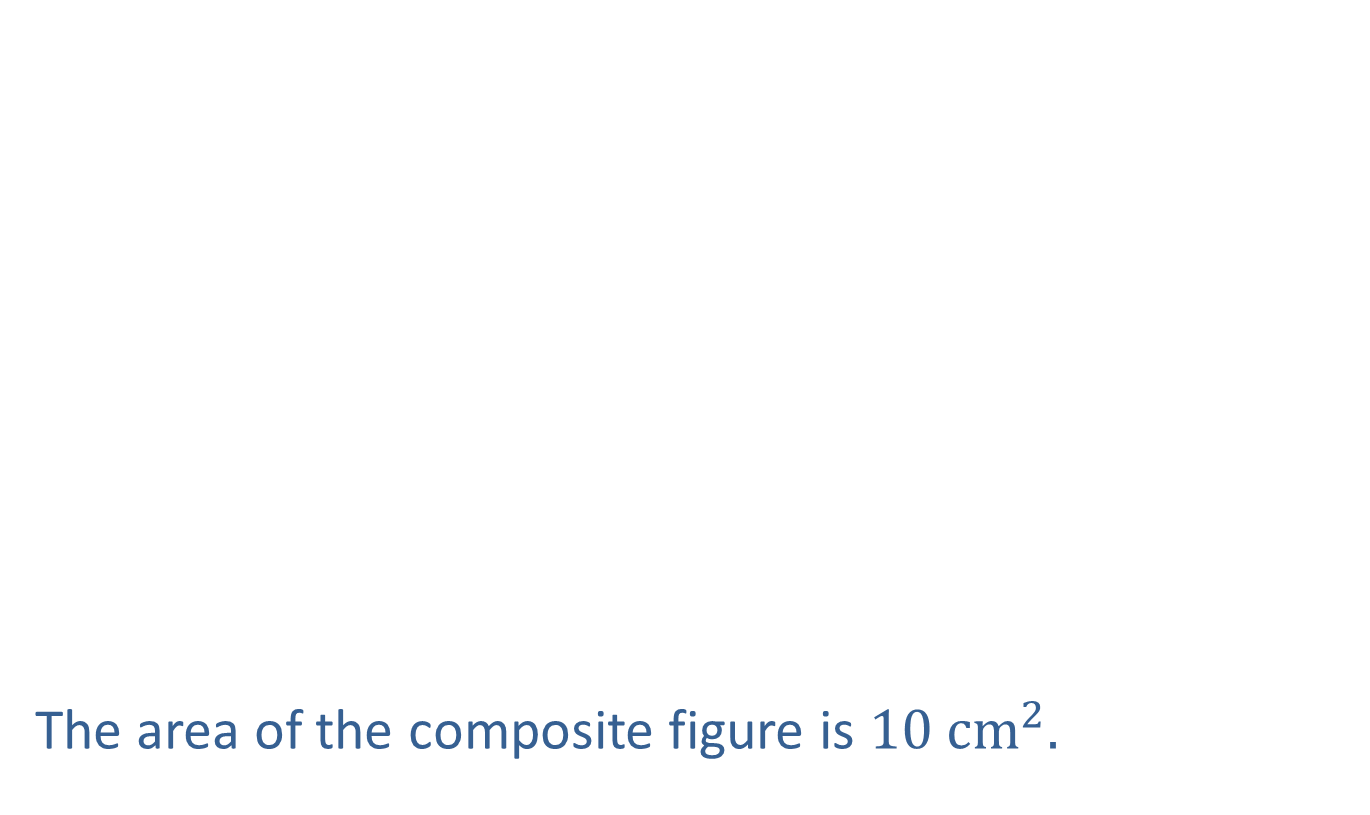 The area of the composite figure is 10 cm².